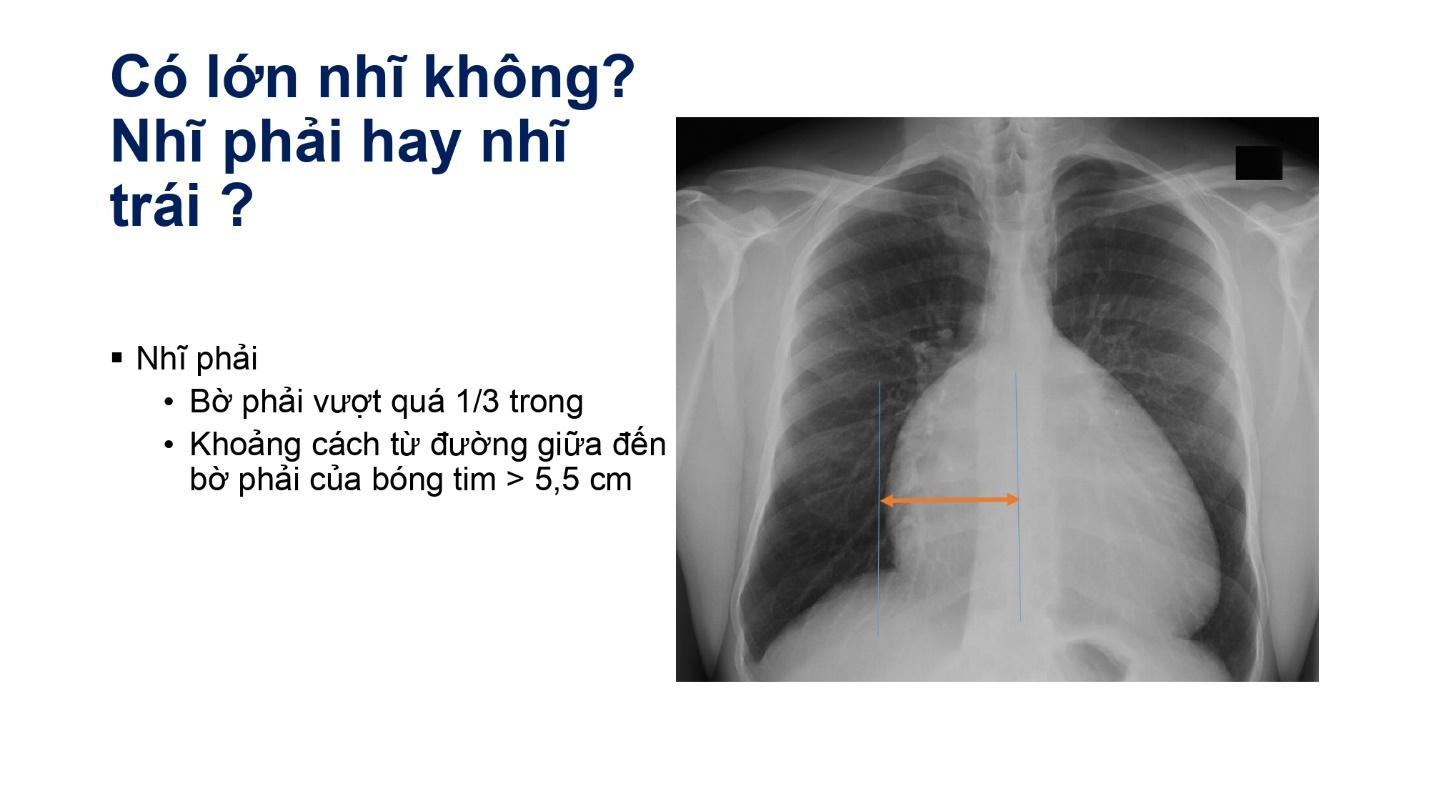 Có lớn nhĩ không?
Nhĩ phải hay nhĩ
trái ?
▪ Nhĩ phải
• Bờ phải vượt quá 1/3 trong
• Khoảng cách từ đường giữa đến
bờ phải của bóng tim > 5,5 cm